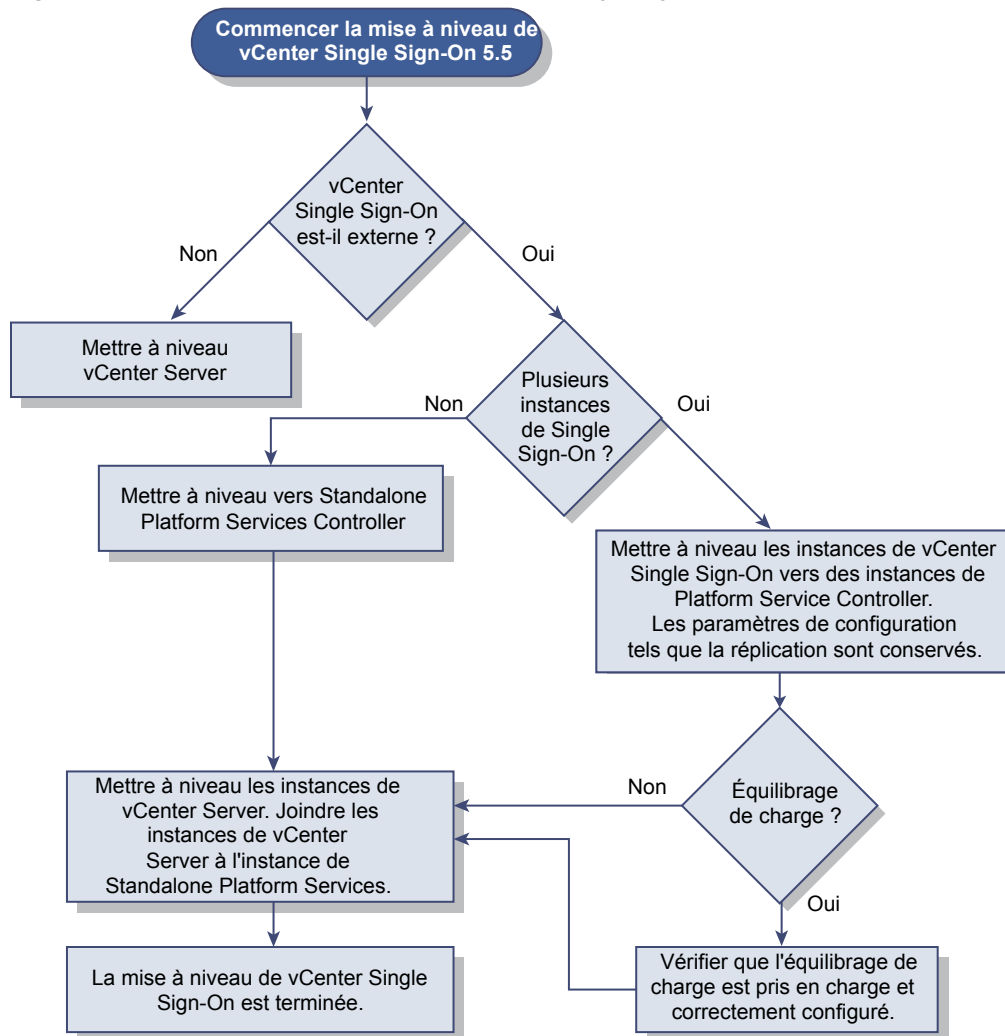 Commencer la mise à niveau de
vCenter Single Sign-On 5.5
vCenter
Single Sign-On
est-il externe ?
Non
Oui
Mettre à niveau
vCenter Server
Plusieurs
instances
de Single
Sign-On ?
Non
Oui
Mettre à niveau vers Standalone
Platform Services Controller
Mettre à niveau les instances de vCenter
Single Sign-On vers des instances de
Platform Service Controller.
Les paramètres de configuration
tels que la réplication sont conservés.
Mettre à niveau les instances de
vCenter Server. Joindre les
instances de vCenter
Server à l'instance de
Standalone Platform Services.
Non
Équilibrage
de charge ?
Oui
La mise à niveau de vCenter Single
Sign-On est terminée.
Vérifier que l'équilibrage de
charge est pris en charge et
correctement configuré.